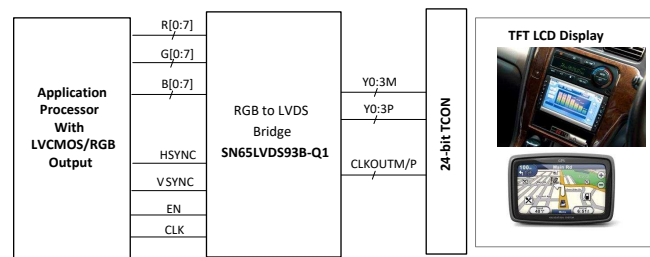 R[0:7]
G[0:7]
B[0:7]
Application
Processor
With
LVCMOS/RGB
Output
HSYNC
VSYNC
EN
CLK
RGB to LVDS
Bridge
SN65LVDS93B-Q1
Y0:3M
Y0:3P
CLKOUTM/P
24-bit TCON
TFT LCD Display